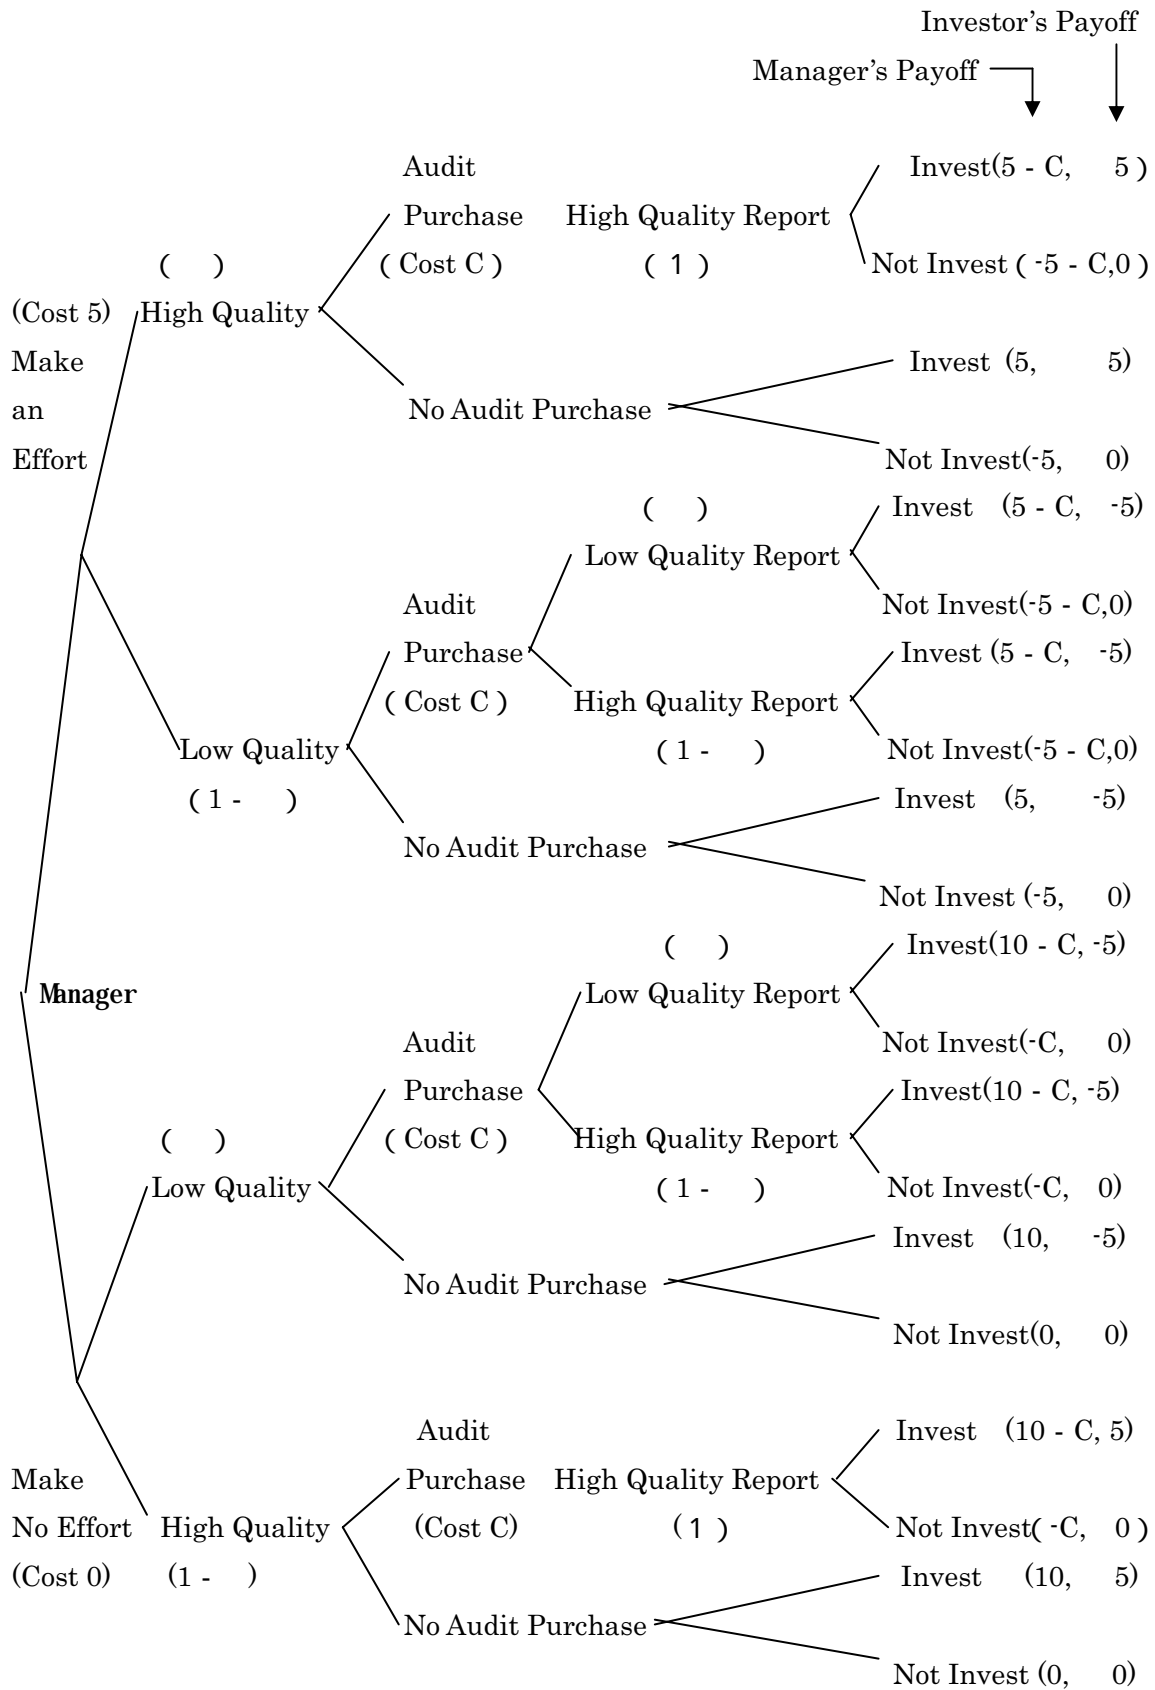 Investor's Payoff
Manager's Payoff
Audit Invest(5 - C, 5 )
Purchase High Quality Report
( ) ( Cost C ) ( 1 ) Not Invest ( -5 - C,0 )
(Cost 5) High Quality
Make Invest (5, 5)
an No Audit Purchase
Effort Not Invest(-5, 0)
( ) Invest (5 - C, -5)
Low Quality Report
Audit Not Invest(-5 - C,0)
Purchase Invest (5 - C, -5)
( Cost C ) High Quality Report
Low Quality (1 - ) Not Invest(-5 - C,0)
( 1 - ) Invest (5, -5)
No Audit Purchase
Not Invest (-5, 0)
( ) Invest(10 - C, -5)
Manager Low Quality Report
Audit Not Invest(-C, 0)
Purchase Invest(10 - C, -5)
( ) ( Cost C ) High Quality Report
Low Quality (1 - ) Not Invest(-C, 0)
Invest (10, -5)
No Audit Purchase
Not Invest(0, 0)
Audit Invest (10 - C, 5)
Make Purchase High Quality Report
No Effort High Quality (Cost C) ( 1 ) Not Invest( -C, 0 )
(Cost 0) (1 - ) Invest (10, 5)
No Audit Purchase
Not Invest (0, 0)